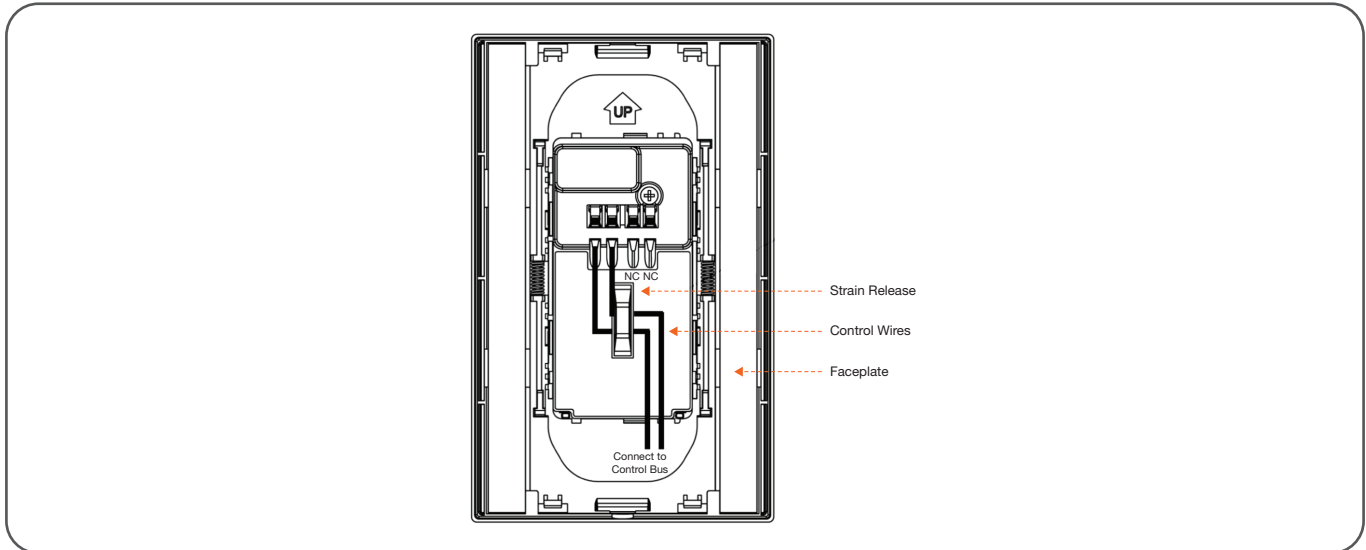 UP
NC NC
Strain Release
Control Wires
Faceplate
Connect to
Control Bus